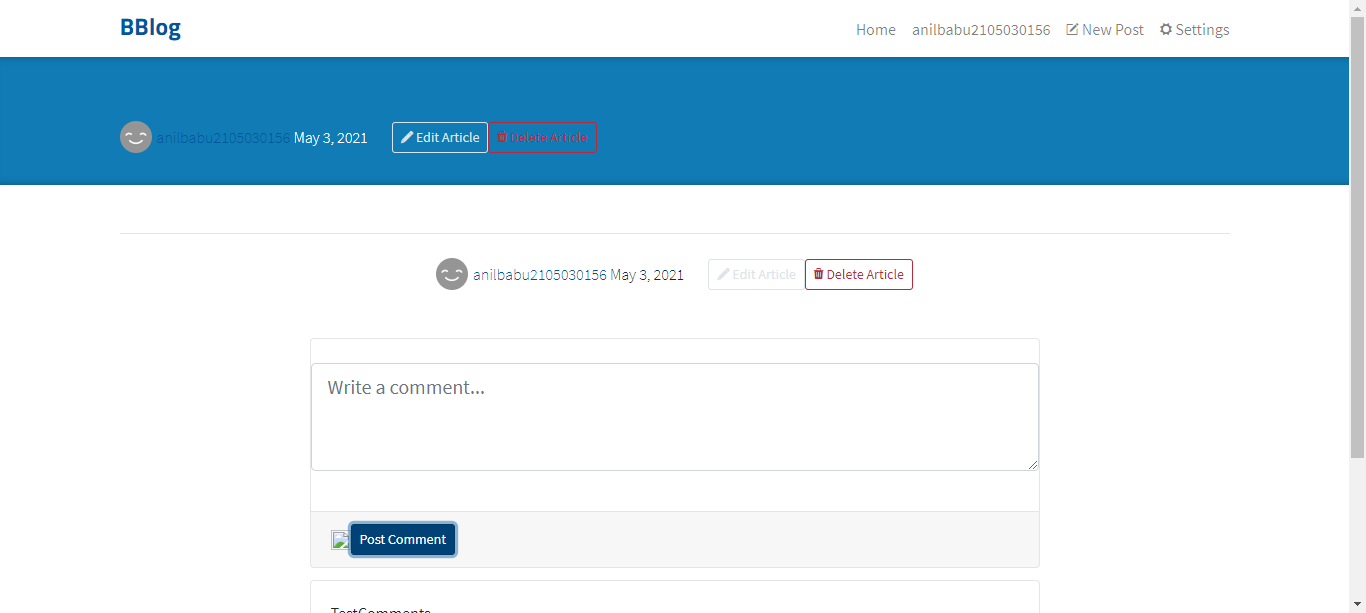 BBlog
Home anilbabu2105030156 New Post Settings
anilbabu2105030156 May 3, 2021 Edit Article Delete Article
anilbabu2105030156 May 3, 2021 Edit Article Delete Article
Write a comment...
Post Comment
TestComments